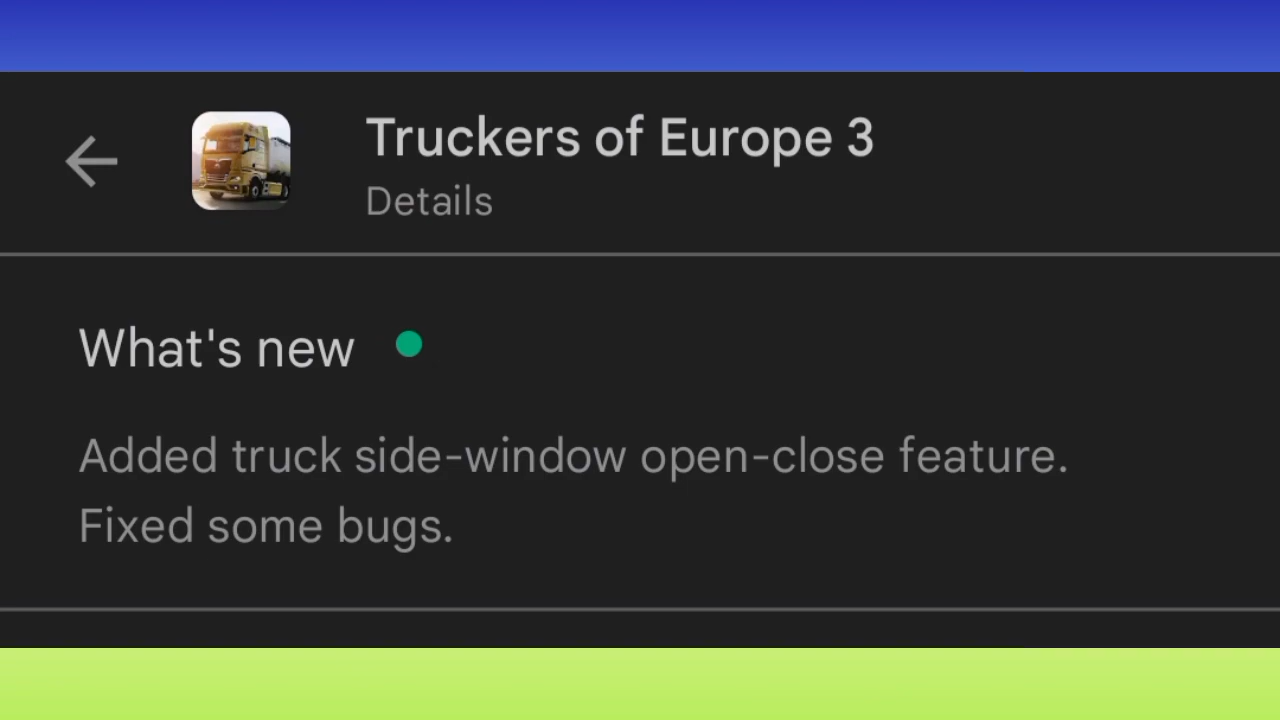 Truckers of Europe 3
Details
What's new
Added truck side-window open-close feature.
Fixed some bugs.